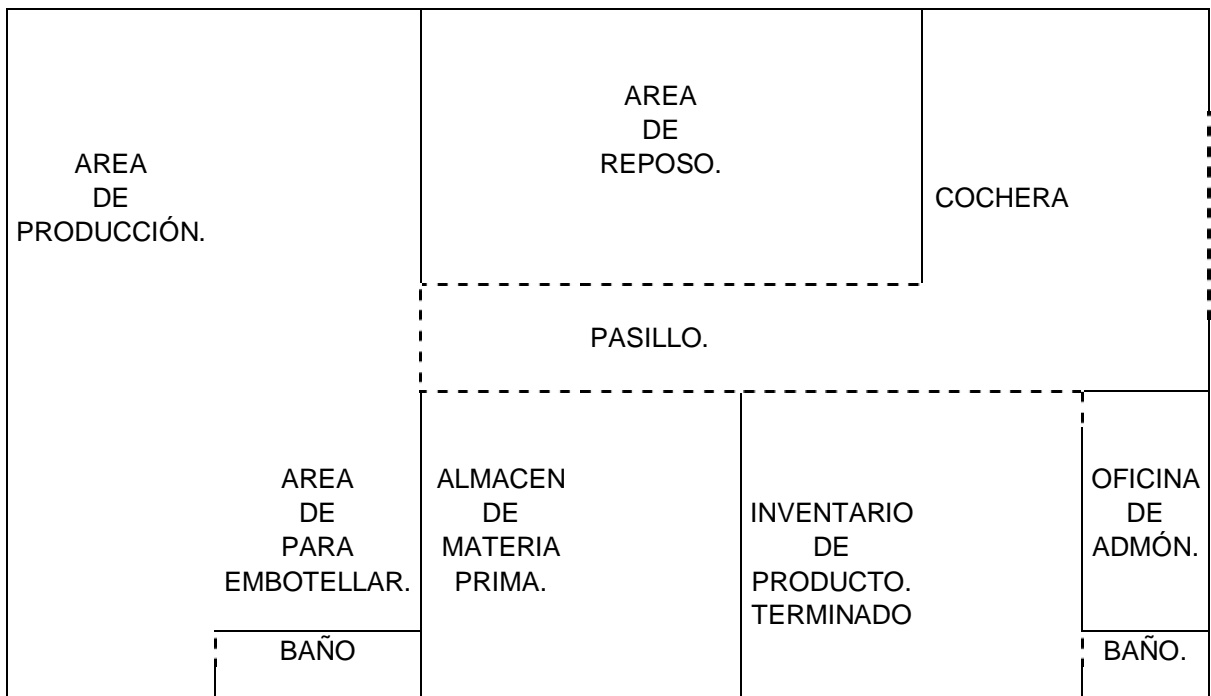 AREA
DE
PRODUCCIÓN.
AREA
DE
REPOSO.
COCHERA
PASILLO.
AREA
DE
PARA
EMBOTELLAR.
BAÑO
ALMACEN
DE
MATERIA
PRIMA.
INVENTARIO
DE
PRODUCTO.
TERMINADO
OFICINA
DE
ADMÓN.
BAÑO.